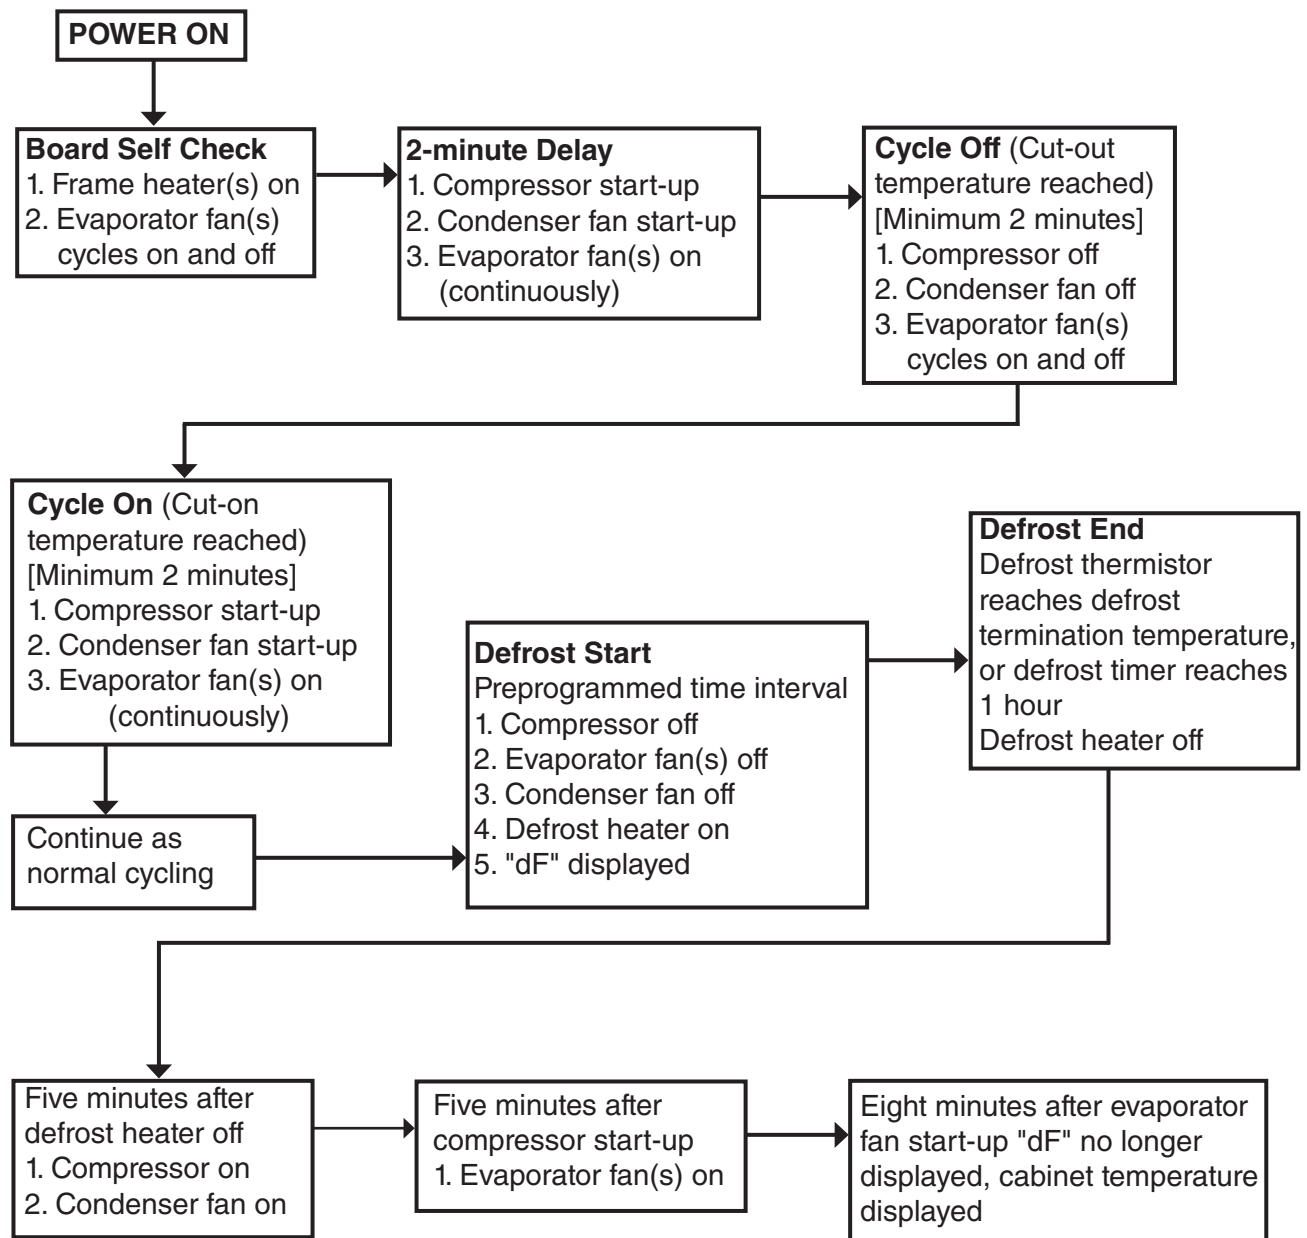 POWER ON
Board Self Check
1. Frame heater(s) on
2. Evaporator fan(s)
cycles on and off
2-minute Delay
1. Compressor start-up
2. Condenser fan start-up
3. Evaporator fan(s) on
(continuously)
Cycle Off (Cut-out
temperature reached)
[Minimum 2 minutes]
1. Compressor off
2. Condenser fan off
3. Evaporator fan(s)
cycles on and off
Cycle On (Cut-on
temperature reached)
[Minimum 2 minutes]
1. Compressor start-up
2. Condenser fan start-up
3. Evaporator fan(s) on
(continuously)
Continue as
normal cycling
Defrost Start
Preprogrammed time interval
1. Compressor off
2. Evaporator fan(s) off
3. Condenser fan off
4. Defrost heater on
5. "dF" displayed
Defrost End
Defrost thermistor
reaches defrost
termination temperature,
or defrost timer reaches
1 hour
Defrost heater off
Five minutes after
defrost heater off
1. Compressor on
2. Condenser fan on
Five minutes after
compressor start-up
1. Evaporator fan(s) on
Eight minutes after evaporator
fan start-up "dF" no longer
displayed, cabinet temperature
displayed